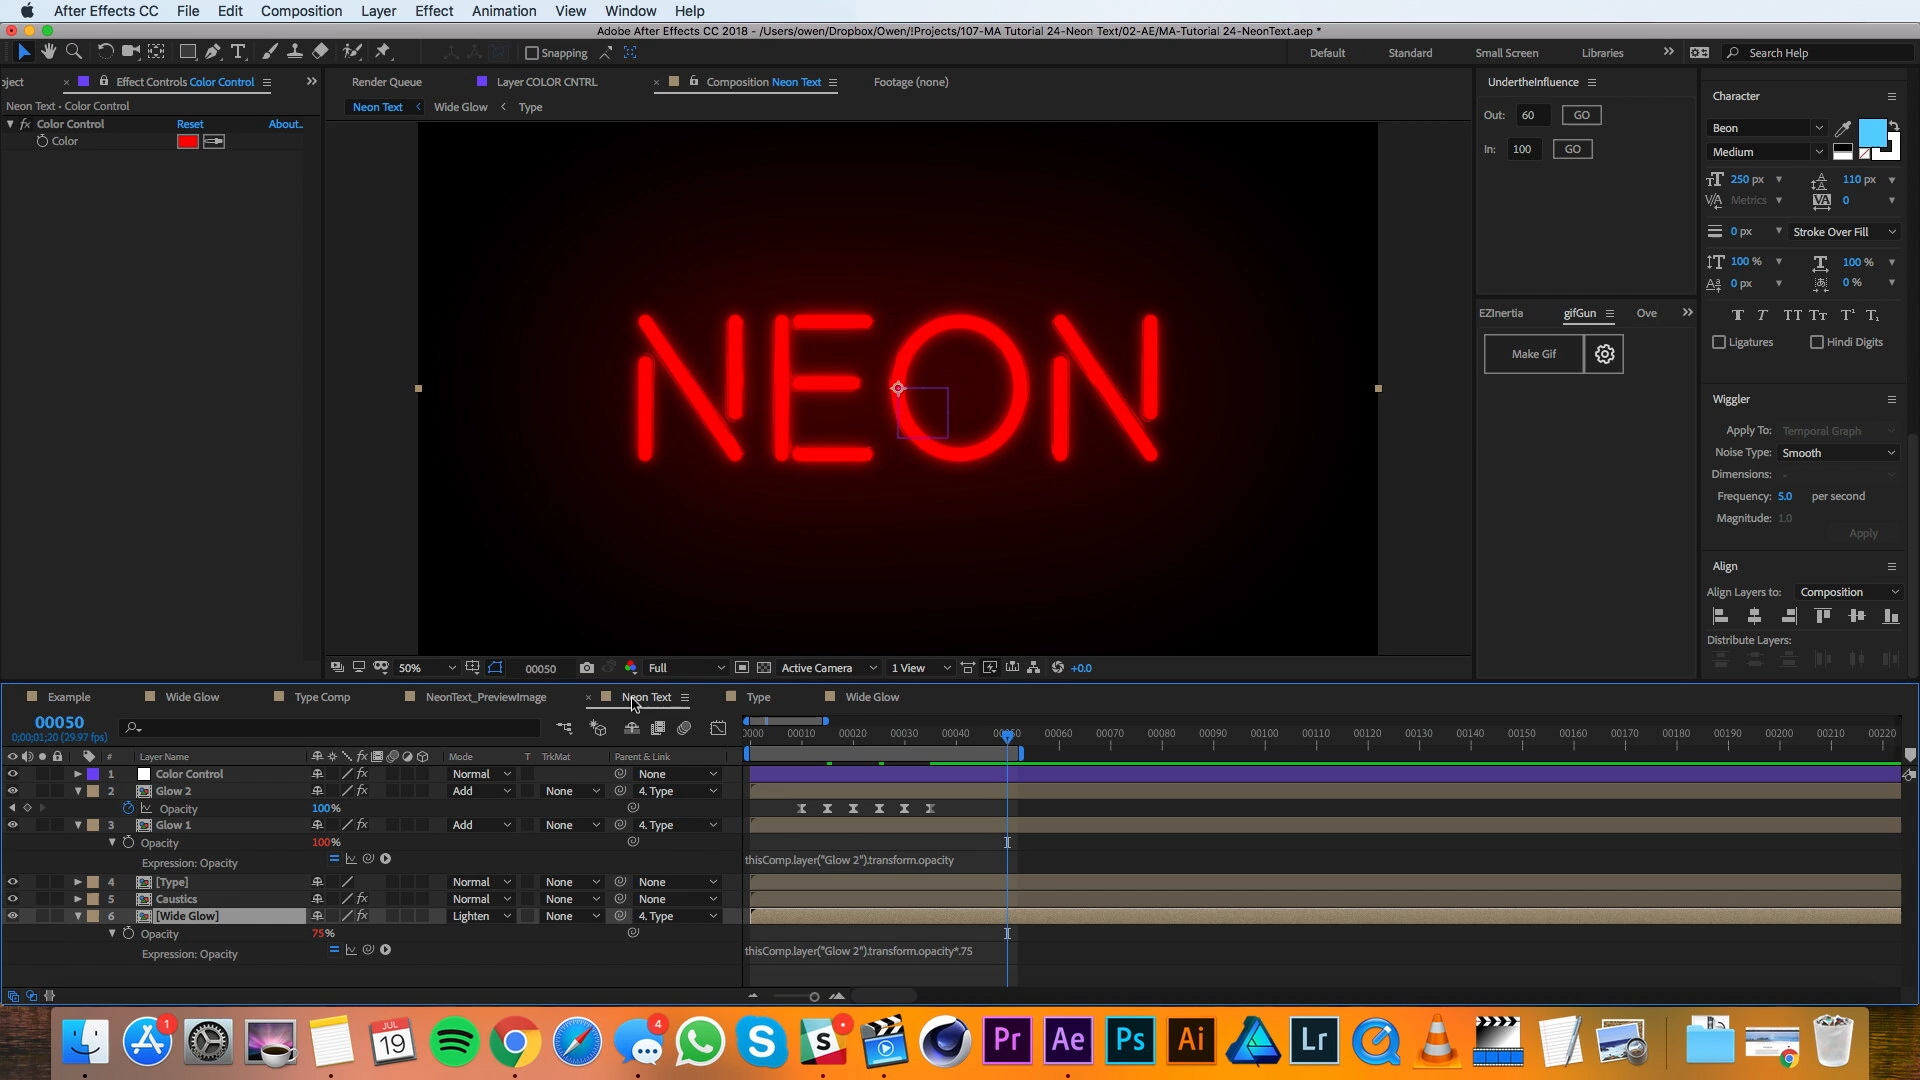 After Effects CC File Edit Composition Layer Effect Animation View Window Help
Adobe After Effects CC 2018 - /Users/owen/Dropbox/Owen/!Projects/107-MA Tutorial 24-Neon Text/02-AE/MA-Tutorial 24-NeonText.aep *
Snapping Default Standard Small Screen Libraries Search Help
oject Effect Controls Color Control Render Queue Layer COLOR CNTRL Composition Neon Text Footage (none) UndertheInfluence
Neon Text • Color Control Neon Text Wide Glow Type
Color Control Reset About..
Color
NEON
Out: 60 GO
In: 100 GO
EZInertia gifGun Ove
Make Gif
Character
Beon
Medium
250 px 110 px
Metrics 0
0 px Stroke Over Fill
100 % 100 %
0 px 0 %
Ligatures Hindi Digits
Wiggler
Apply To: Temporal Graph
Noise Type: Smooth
Dimensions: -
Frequency: 5.0 per second
Magnitude: 1.0
Apply
Align
Align Layers to: Composition
Distribute Layers:
50% 00050 Full Active Camera 1 View +0.0
Example Wide Glow Type Comp NeonText_PreviewImage Neon Text Type Wide Glow
00050
0;00;01;20 (29.97 fps)
0000 00010 00020 00030 00040 00050 00060 00070 00080 00090 00100 00110 00120 00130 00140 00150 00160 00170 00180 00190 00200 00210 00220
# Layer Name Mode T TrkMat Parent & Link
1 Color Control Normal None
2 Glow 2 Add None 4. Type
Opacity 100%
3 Glow 1 Add None 4. Type
Opacity 100%
Expression: Opacity thisComp.layer("Glow 2").transform.opacity
4 [Type] Normal None None
5 Caustics Normal None None
6 [Wide Glow] Lighten None 4. Type
Opacity 75%
Expression: Opacity thisComp.layer("Glow 2").transform.opacity*.75
1 JUL 19 4 S S Pr Ae Ps Ai Lr